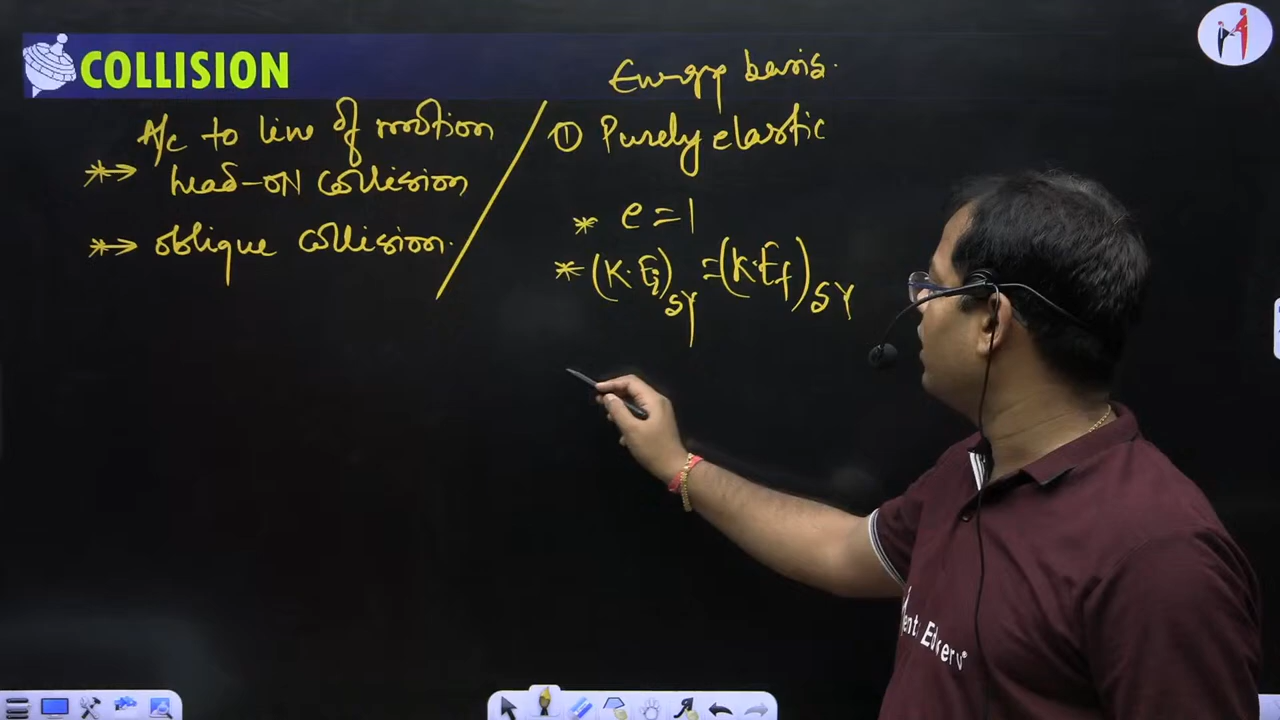 COLLISION
A/c to line of motion
head-ON collision
oblique collision.
Energy basis.
① Purely elastic
* e = 1
* (K.Ei)SY = (K.Ef)SY